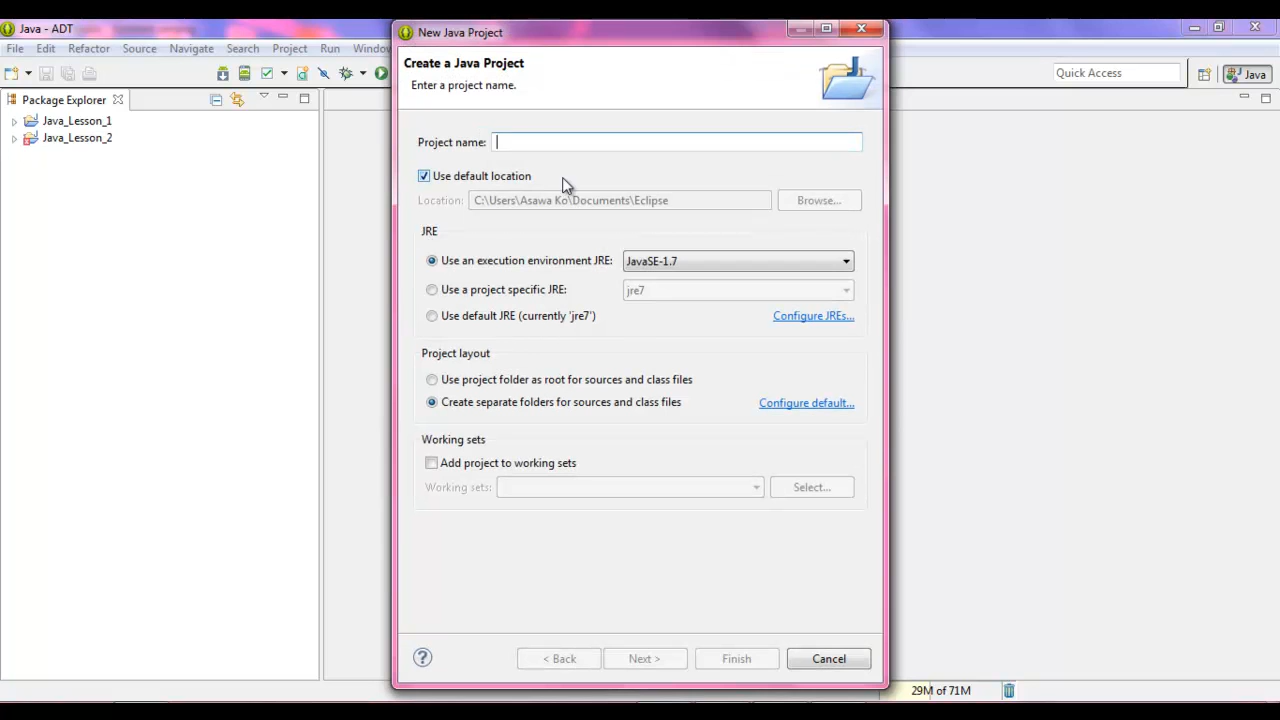 Java - ADT
New Java Project
File Edit Refactor Source Navigate Search Project Run Window
Create a Java Project
Enter a project name.
Quick Access
Java
Package Explorer
Java_Lesson_1
Java_Lesson_2
Project name:
Use default location
Location: C:\Users\Asawa Ko\Documents\Eclipse Browse...
JRE
Use an execution environment JRE: JavaSE-1.7
Use a project specific JRE: jre7
Use default JRE (currently 'jre7') Configure JREs...
Project layout
Use project folder as root for sources and class files
Create separate folders for sources and class files Configure default...
Working sets
Add project to working sets
Working sets: Select...
? < Back Next > Finish Cancel
29M of 71M